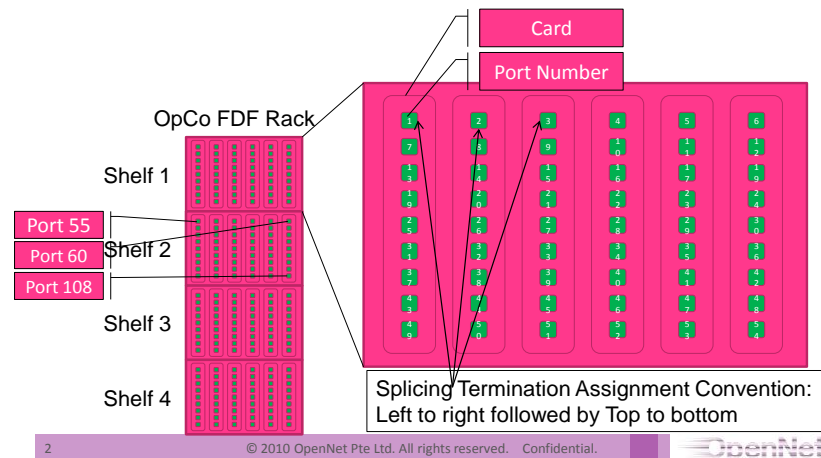 Card
Port Number
OpCo FDF Rack
Shelf 1
Shelf 2
Shelf 3
Shelf 4
Port 55
Port 60
Port 108
1 2 3 4 5 6
7 8 9 10 11 12
13 14 15 16 17 19
19 20 21 22 23 24
25 26 27 28 29 30
31 32 33 34 35 36
37 38 39 40 41 42
43 44 45 46 47 48
49 50 51 52 53 54
Splicing Termination Assignment Convention:
Left to right followed by Top to bottom
2
© 2010 OpenNet Pte Ltd. All rights reserved. Confidential.
OpenNet